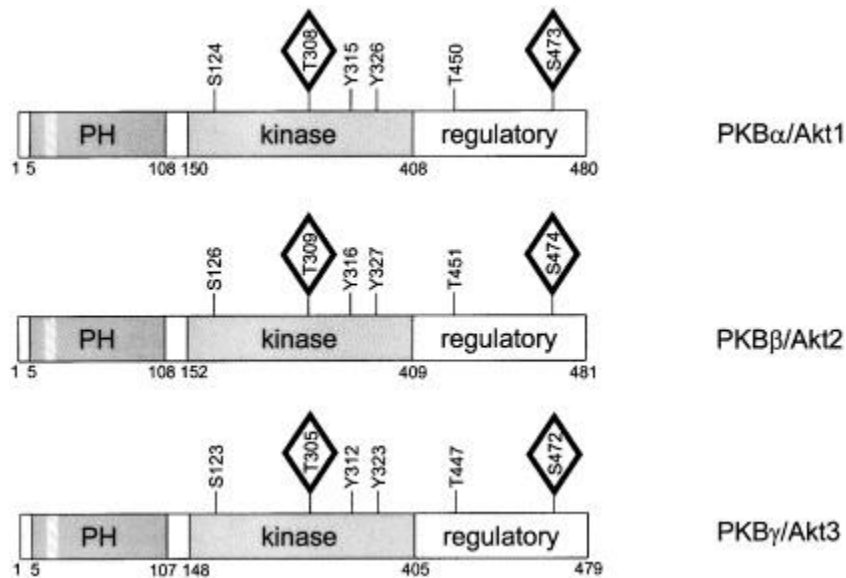 S124 T308 Y315 Y326 T450 S473
PH kinase regulatory PKBα/Akt1
1 5 108 150 408 480
S126 T309 Y316 Y327 T451 S474
PH kinase regulatory PKBβ/Akt2
1 5 108 152 409 481
S123 T305 Y312 Y323 T447 S472
PH kinase regulatory PKBγ/Akt3
1 5 107 148 405 479